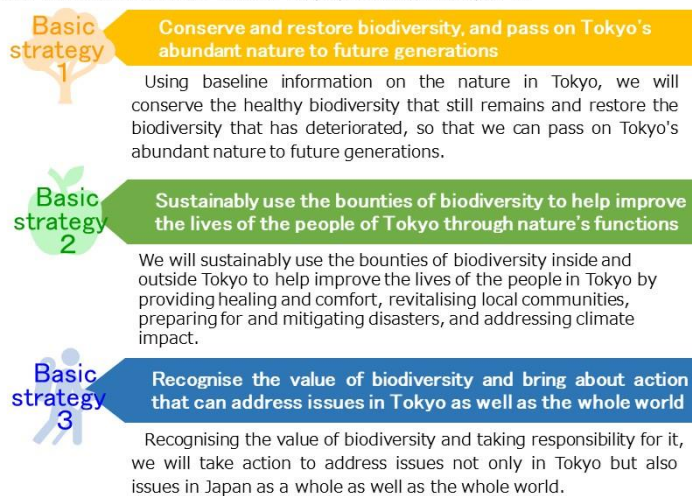 Basic
strategy
1
Conserve and restore biodiversity, and pass on Tokyo's
abundant nature to future generations
Using baseline information on the nature in Tokyo, we will
conserve the healthy biodiversity that still remains and restore the
biodiversity that has deteriorated, so that we can pass on Tokyo's
abundant nature to future generations.
Basic
strategy
2
Sustainably use the bounties of biodiversity to help improve
the lives of the people of Tokyo through nature's functions
We will sustainably use the bounties of biodiversity inside and
outside Tokyo to help improve the lives of the people in Tokyo by
providing healing and comfort, revitalising local communities,
preparing for and mitigating disasters, and addressing climate
impact.
Basic
strategy
3
Recognise the value of biodiversity and bring about action
that can address issues in Tokyo as well as the whole world
Recognising the value of biodiversity and taking responsibility for it,
we will take action to address issues not only in Tokyo but also
issues in Japan as a whole as well as the whole world.